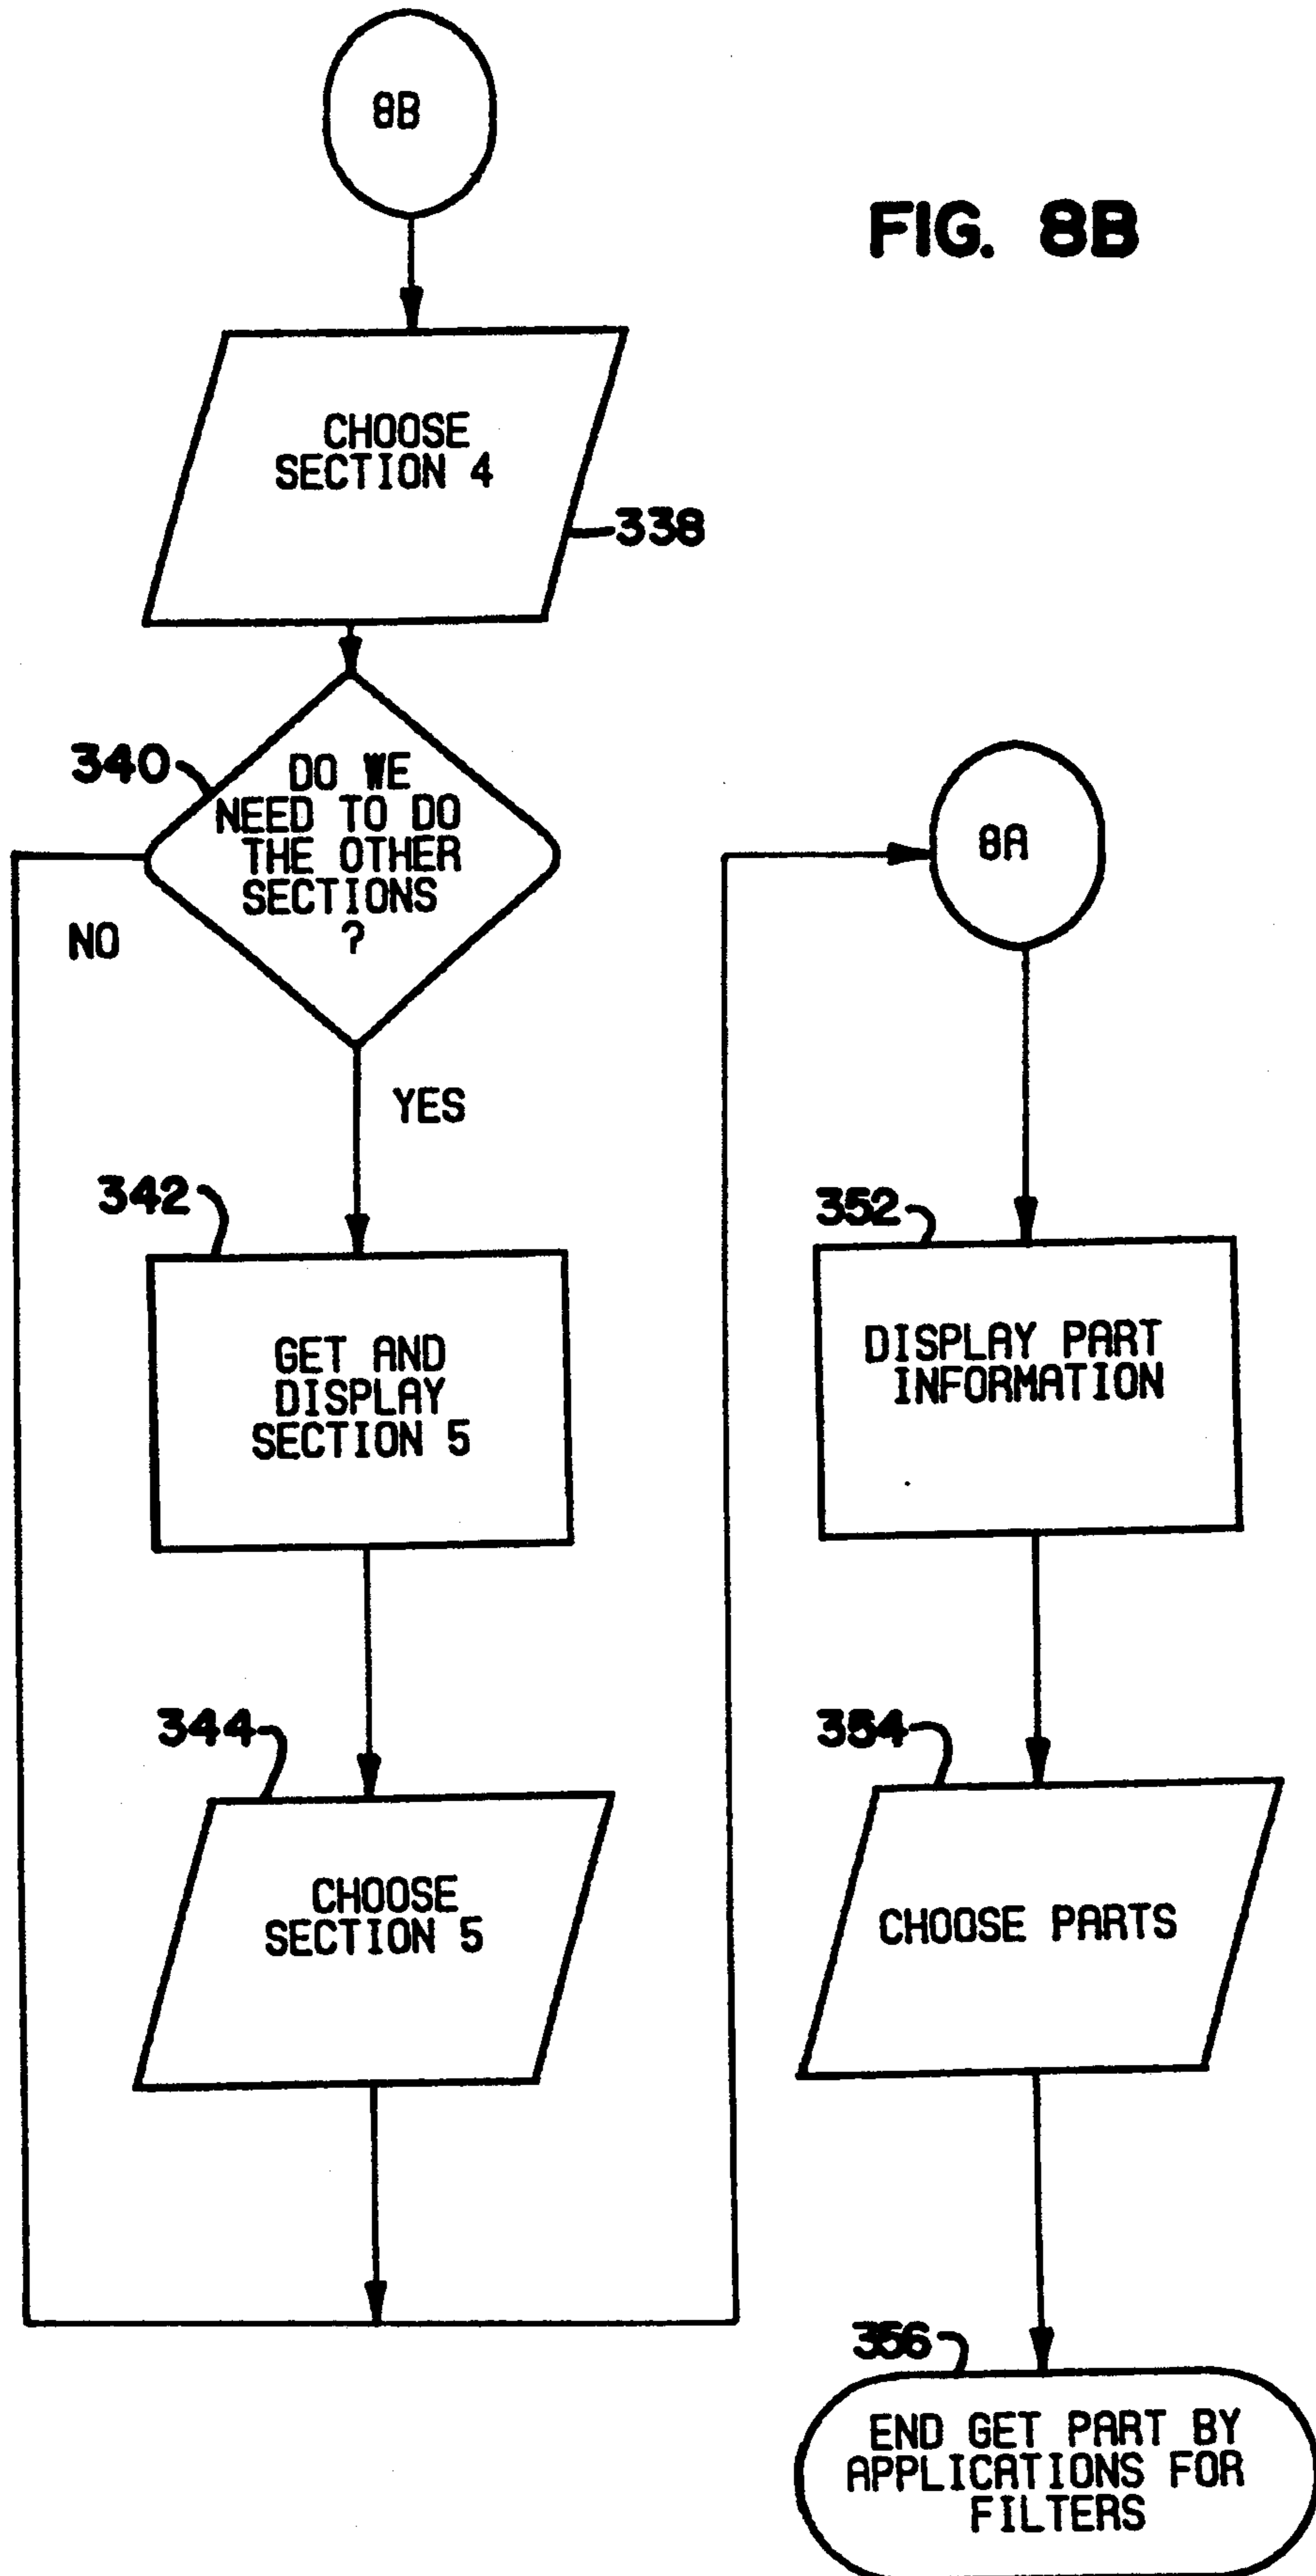 8B
FIG. 8B
CHOOSE
SECTION 4
338
340
DO WE
NEED TO DO
THE OTHER
SECTIONS
?
NO
YES
342
GET AND
DISPLAY
SECTION 5
344
CHOOSE
SECTION 5
8A
352
DISPLAY PART
INFORMATION
354
CHOOSE PARTS
356
END GET PART BY
APPLICATIONS FOR
FILTERS